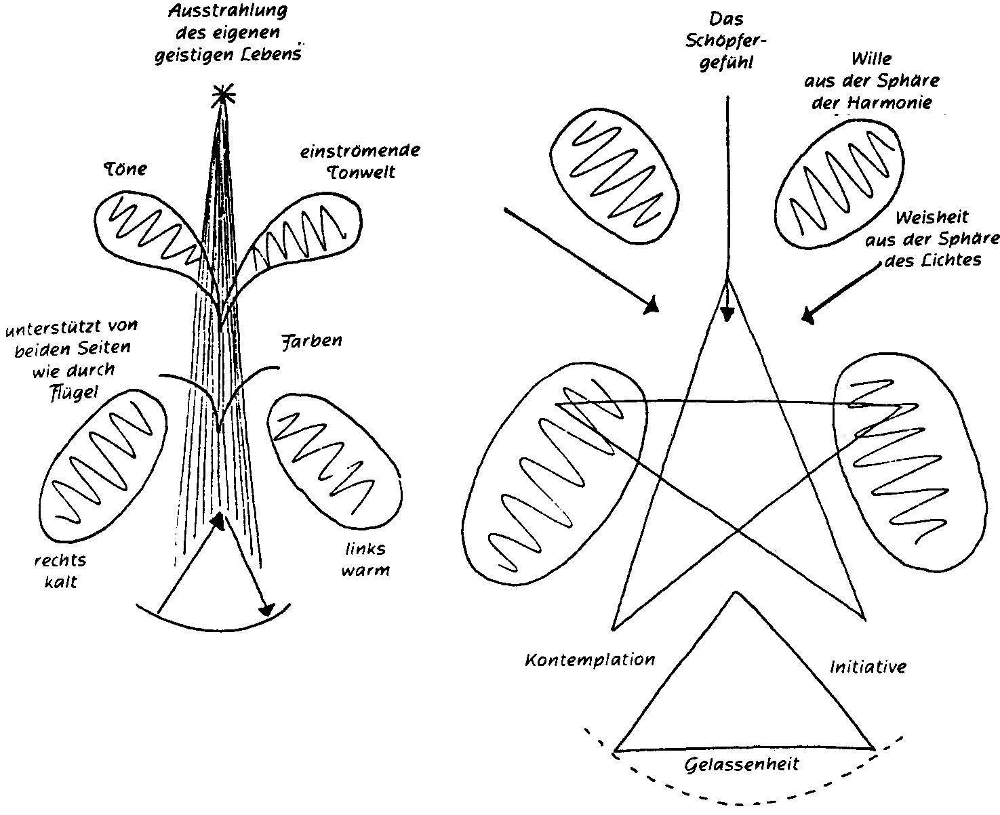 Ausstrahlung
des eigenen
geistigen Lebens
Töne
einströmende
Tonwelt
unterstützt von
beiden Seiten
wie durch
Flügel
Farben
rechts
kalt
links
warm
Das
Schöpfer-
gefühl
Wille
aus der Sphäre
der Harmonie
Weisheit
aus der Sphäre
des Lichtes
Kontemplation
Initiative
Gelassenheit